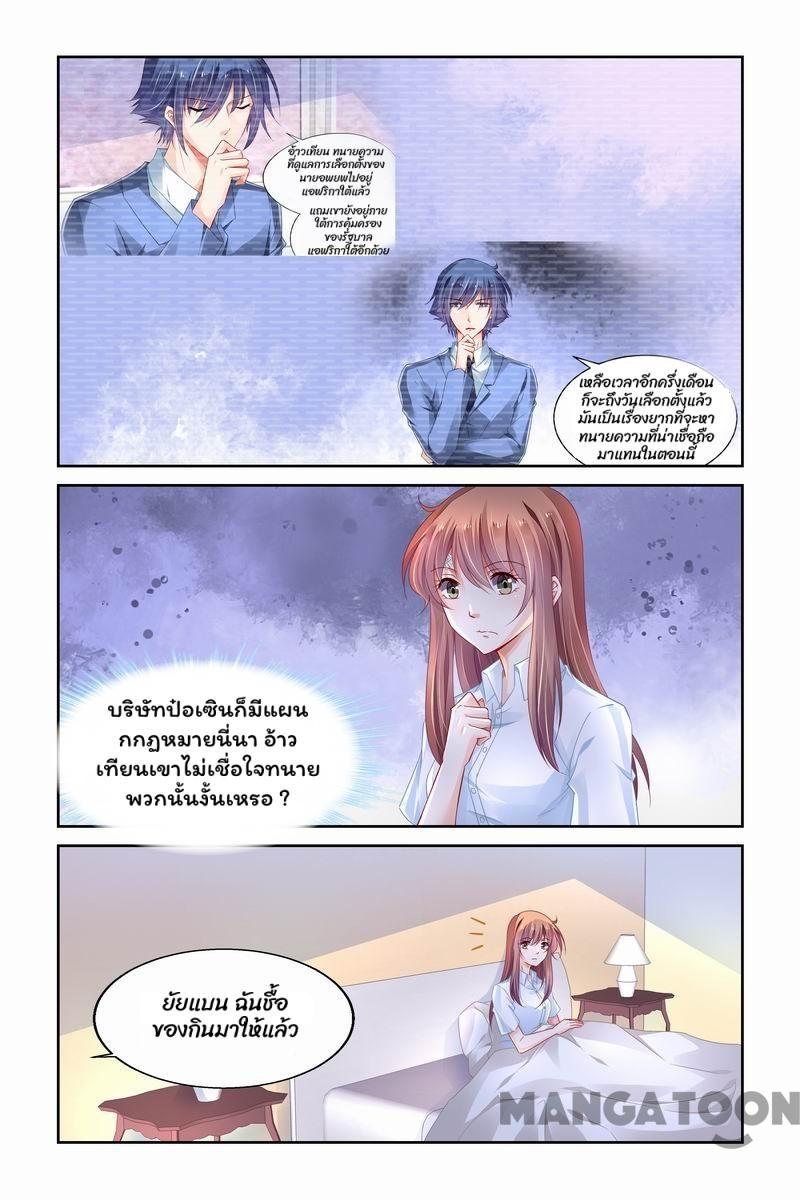 อ้าวเทียน ทนายความ
ที่ดูแลการเลือกตั้งของ
นายอพยพไปอยู่
แอฟริกาใต้แล้ว
แถมเขายังอยู่ภาย
ใต้การคุ้มครอง
ของรัฐบาล
แอฟริกาใต้อีกด้วย
เหลือเวลาอีกครึ่งเดือน
ก็จะถึงวันเลือกตั้งแล้ว
มันเป็นเรื่องยากที่จะหา
ทนายความที่น่าเชื่อถือ
มาแทนในตอนนี้
บริษัทป๋อเซินก็มีแผน
กกฏหมายนี่นา อ้าว
เทียนเขาไม่เชื่อใจทนาย
พวกนั้นงั้นเหรอ ?
ยัยแบน ฉันซื้อ
ของกินมาให้แล้ว
MANGATOON